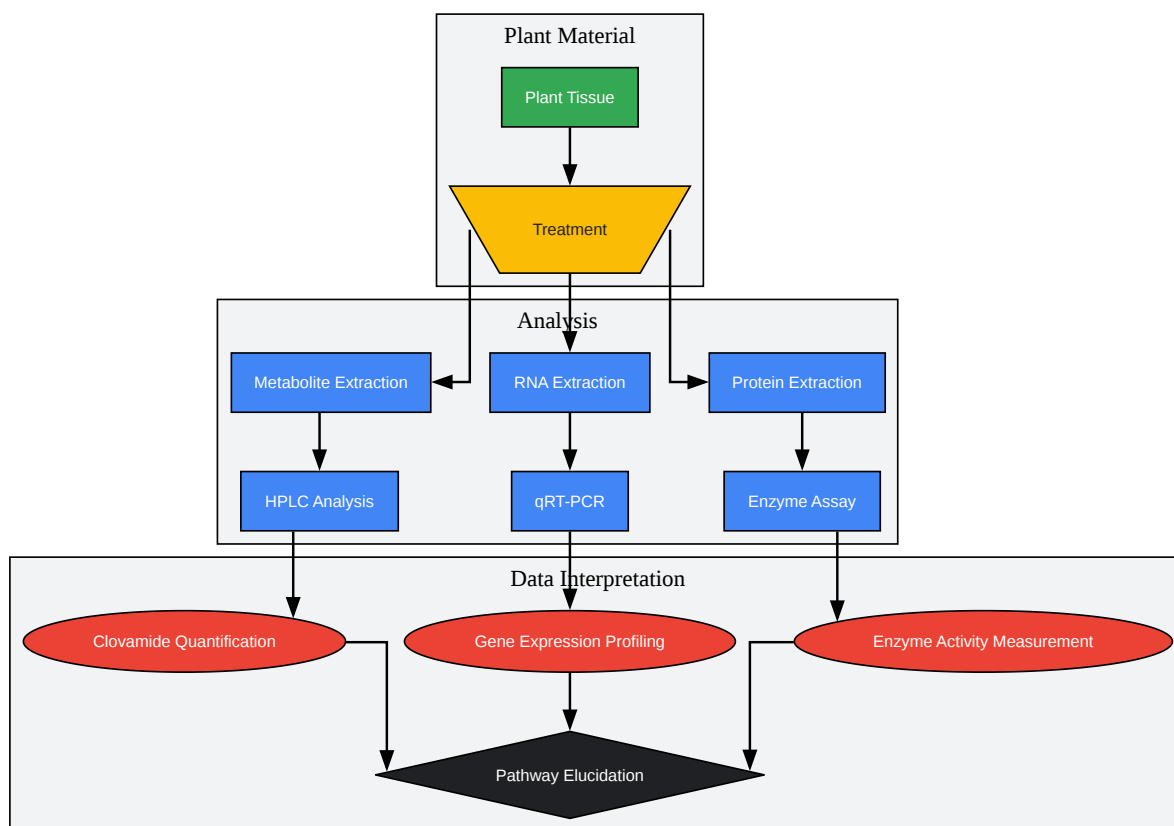 Plant Material
Plant Tissue
Treatment
Analysis
Metabolite Extraction
RNA Extraction
Protein Extraction
HPLC Analysis
qRT-PCR
Enzyme Assay
Data Interpretation
Clovamide Quantification
Gene Expression Profiling
Enzyme Activity Measurement
Pathway Elucidation